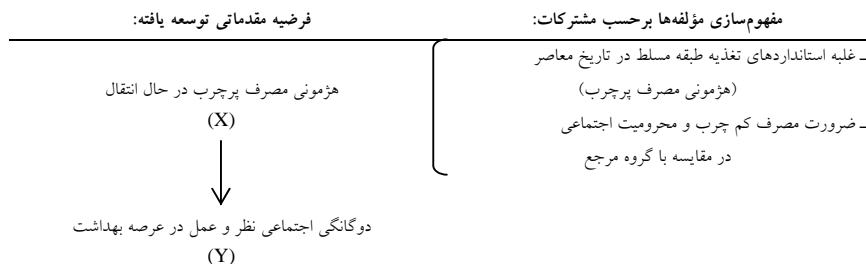 مفهوم‌سازی مؤلفه‌ها برحسب مشترکات:
ـ غلبه استانداردهای تغذیه طبقه مسلط در تاریخ معاصر
(هژمونی مصرف پرچرب)
ـ ضرورت مصرف کم چرب و محرومیت اجتماعی
در مقایسه با گروه مرجع
فرضیه مقدماتی توسعه یافته:
هژمونی مصرف پرچرب در حال انتقال
(X)
دوگانگی اجتماعی نظر و عمل در عرصه بهداشت
(Y)